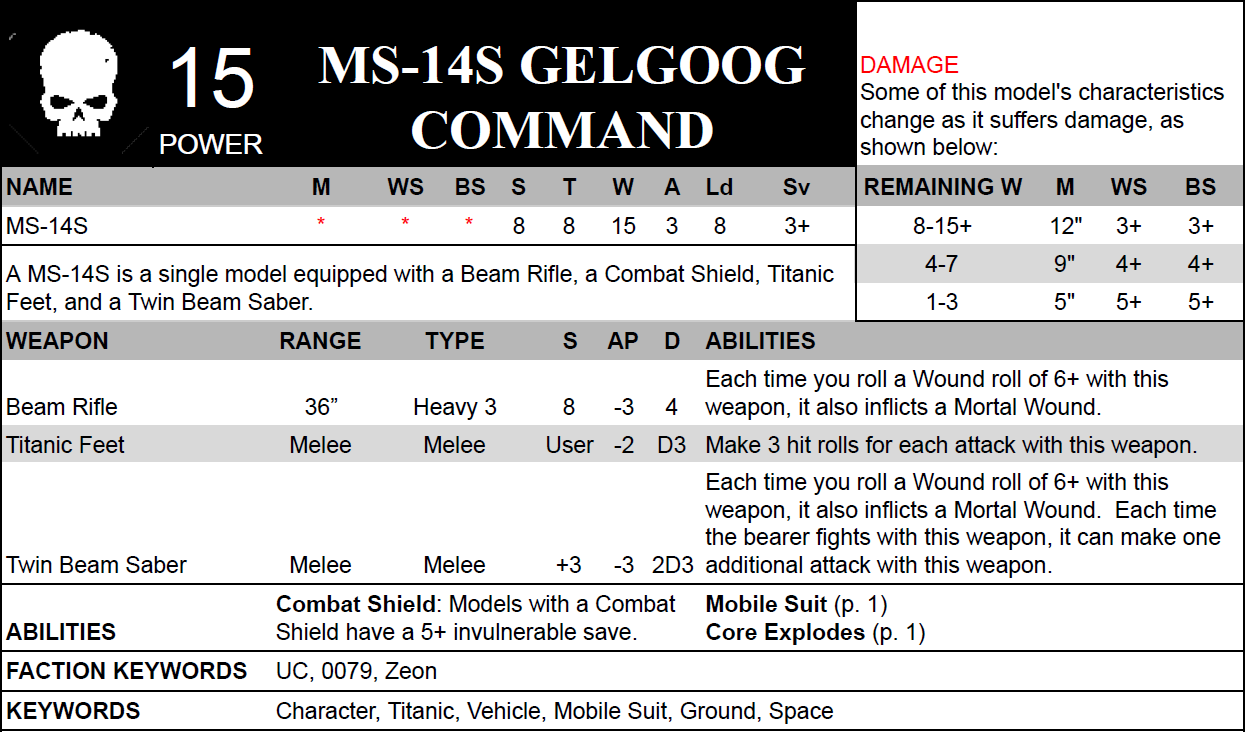 15
POWER
MS-14S GELGOOG
COMMAND
DAMAGE
Some of this model's characteristics
change as it suffers damage, as
shown below:
NAME M WS BS S T W A Ld Sv
MS-14S * * * 8 8 15 3 8 3+
A MS-14S is a single model equipped with a Beam Rifle, a Combat Shield, Titanic
Feet, and a Twin Beam Saber.
REMAINING W M WS BS
8-15+ 12" 3+ 3+
4-7 9" 4+ 4+
1-3 5" 5+ 5+
WEAPON RANGE TYPE S AP D ABILITIES
Each time you roll a Wound roll of 6+ with this
Beam Rifle 36” Heavy 3 8 -3 4 weapon, it also inflicts a Mortal Wound.
Titanic Feet Melee Melee User -2 D3 Make 3 hit rolls for each attack with this weapon.
Each time you roll a Wound roll of 6+ with this
weapon, it also inflicts a Mortal Wound.  Each time
the bearer fights with this weapon, it can make one
Twin Beam Saber Melee Melee +3 -3 2D3 additional attack with this weapon.
Combat Shield: Models with a Combat Mobile Suit (p. 1)
ABILITIES Shield have a 5+ invulnerable save. Core Explodes (p. 1)
FACTION KEYWORDS UC, 0079, Zeon
KEYWORDS Character, Titanic, Vehicle, Mobile Suit, Ground, Space